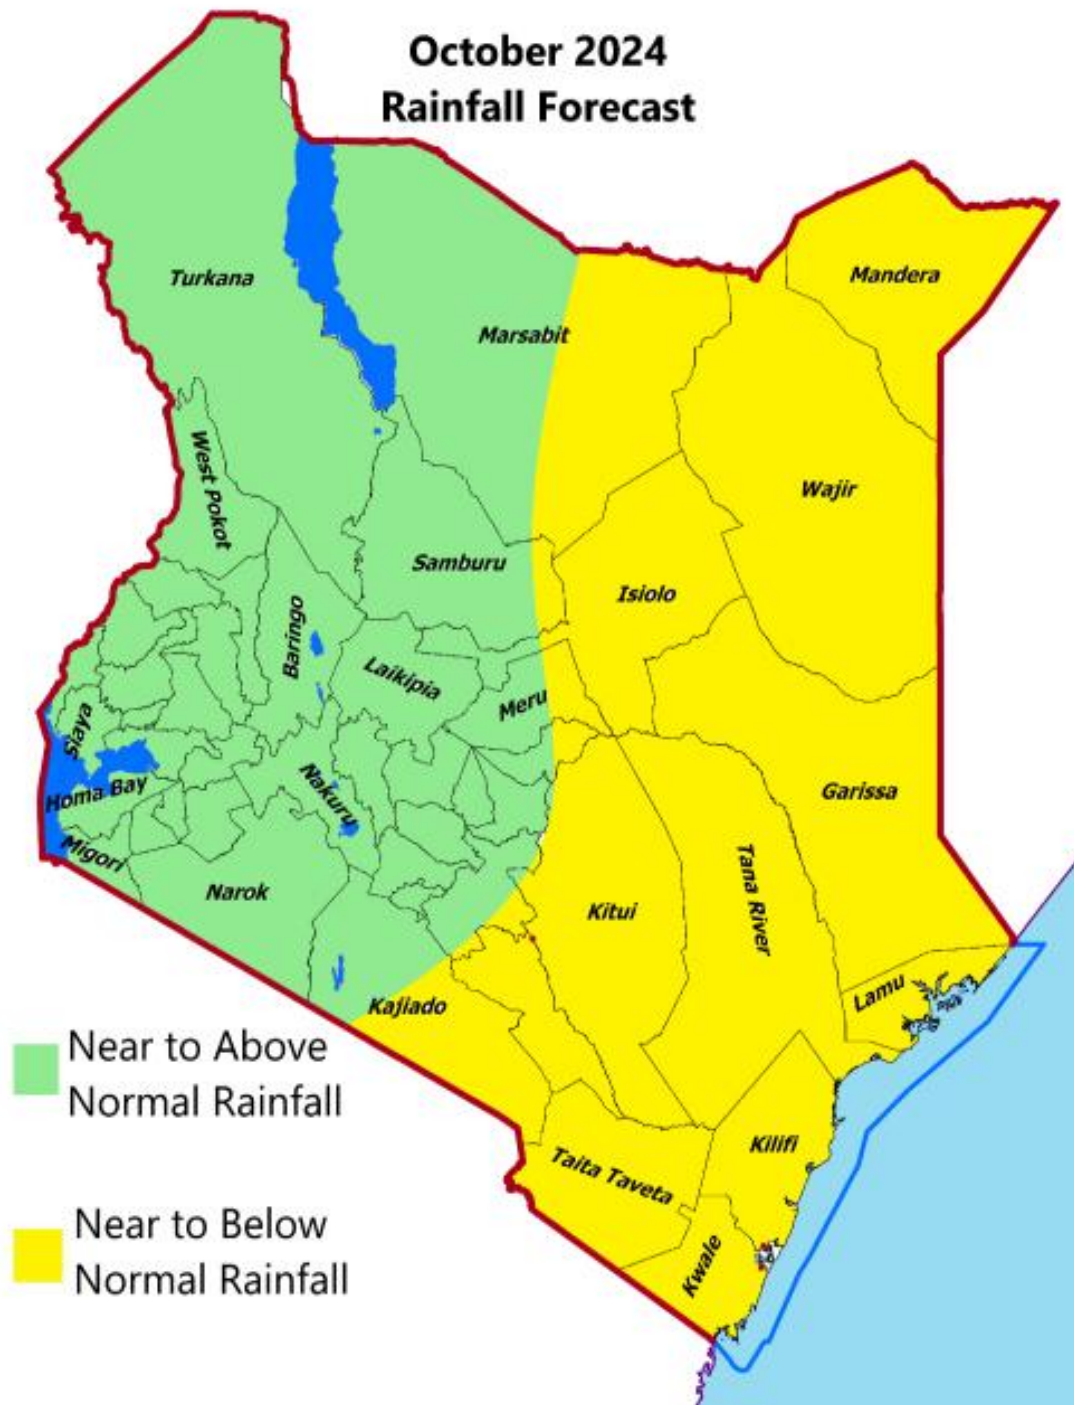 October 2024
Rainfall Forecast
Mandera
Turkana
Marsabit
West Pokot
Wajir
Samburu
Isiolo
Baringo
Laikipia
Meru
Siaya
Homa Bay
Nakuru
Garissa
Migori
Narok
Kitui
Tana River
Lamu
Kajiado
Near to Above
Normal Rainfall
Kilifi
Taita Taveta
Near to Below
Normal Rainfall
Kwale